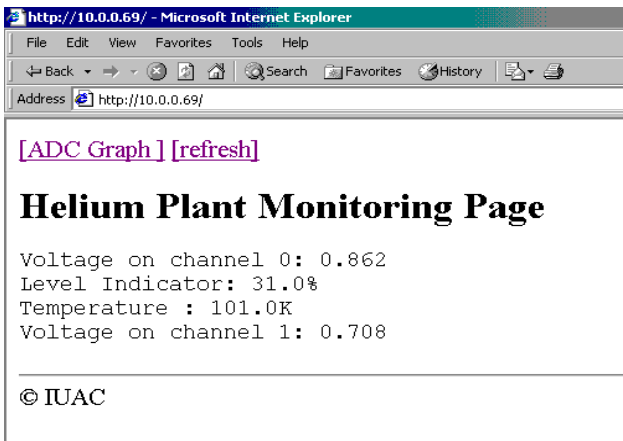 http://10.0.0.69/ - Microsoft Internet Explorer
File Edit View Favorites Tools Help
Back Search Favorites History
Address http://10.0.0.69/
[ADC Graph ] [refresh]
Helium Plant Monitoring Page
Voltage on channel 0: 0.862
Level Indicator: 31.0%
Temperature : 101.0K
Voltage on channel 1: 0.708
© IUAC